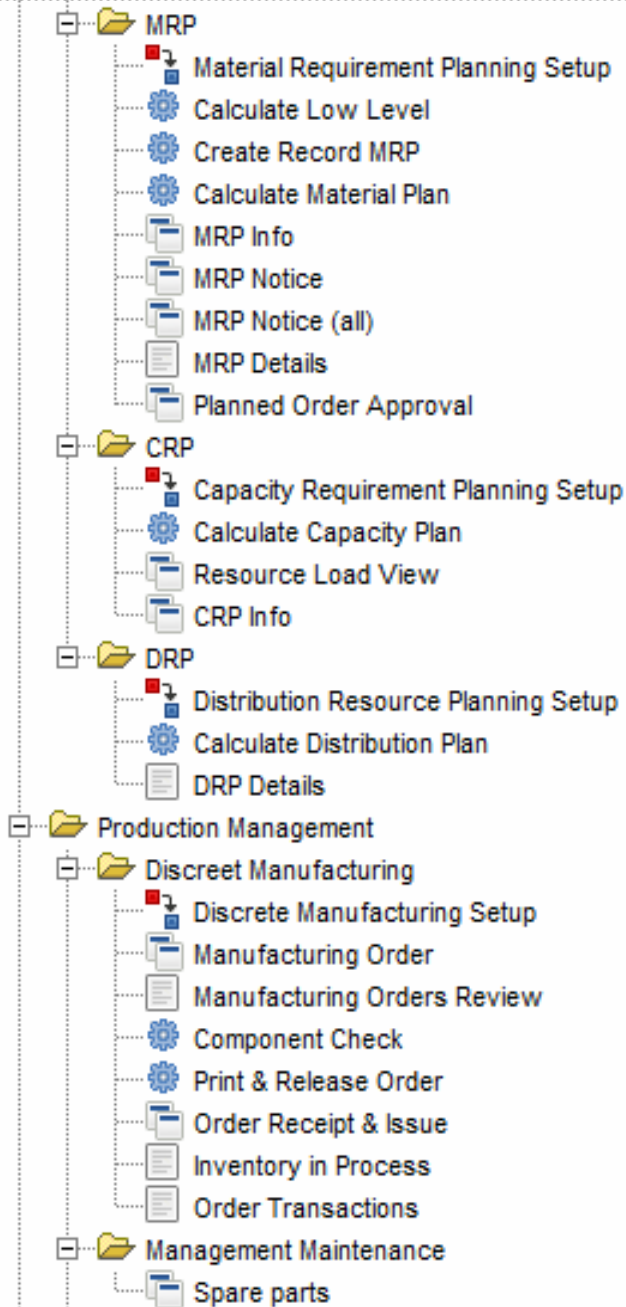 MRP
Material Requirement Planning Setup
Calculate Low Level
Create Record MRP
Calculate Material Plan
MRP Info
MRP Notice
MRP Notice (all)
MRP Details
Planned Order Approval
CRP
Capacity Requirement Planning Setup
Calculate Capacity Plan
Resource Load View
CRP Info
DRP
Distribution Resource Planning Setup
Calculate Distribution Plan
DRP Details
Production Management
Discreet Manufacturing
Discrete Manufacturing Setup
Manufacturing Order
Manufacturing Orders Review
Component Check
Print & Release Order
Order Receipt & Issue
Inventory in Process
Order Transactions
Management Maintenance
Spare parts